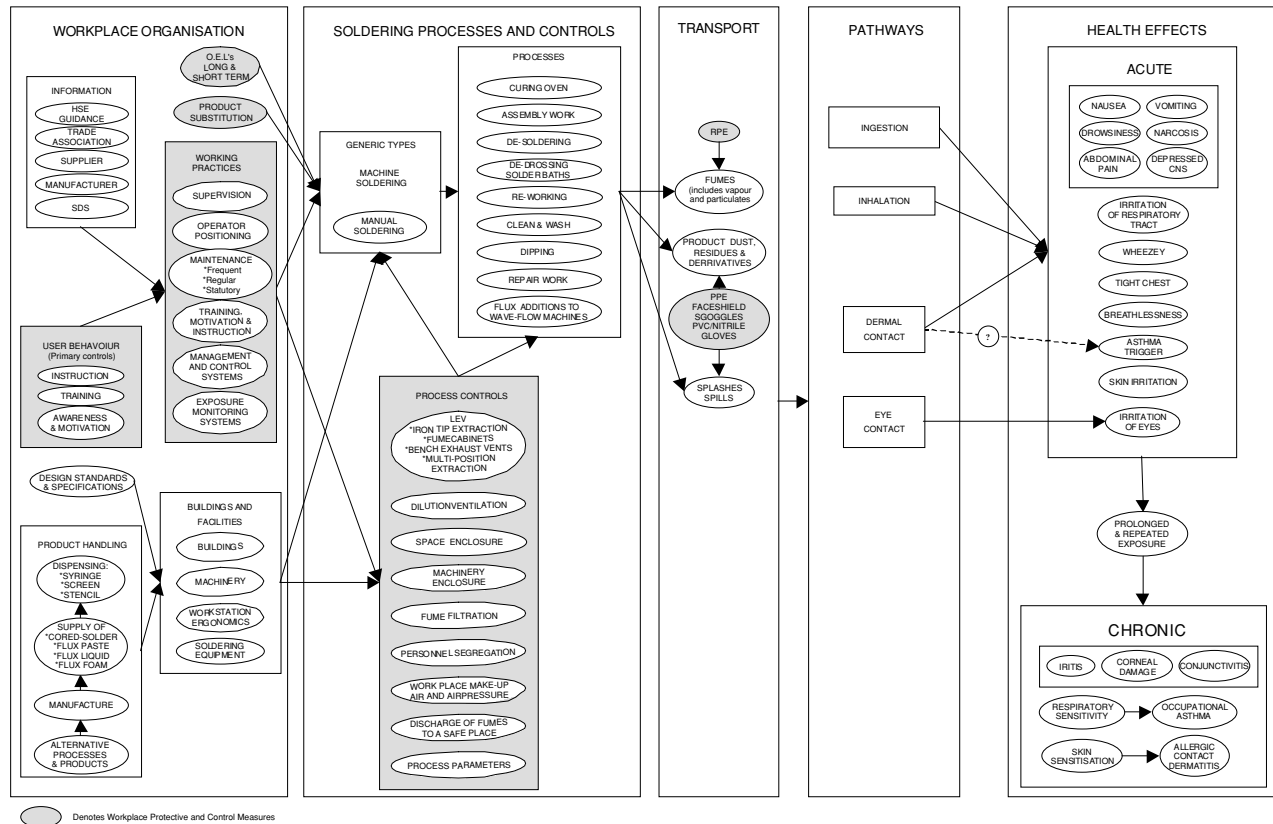 WORKPLACE ORGANISATION
INFORMATION
HSE
GUIDANCE
TRADE
ASSOCIATION
SUPPLIER
MANUFACTURER
SDS
O.E.L's
LONG &
SHORT TERM
PRODUCT
SUBSTITUTION
WORKING
PRACTICES
SUPERVISION
OPERATOR
POSITIONING
MAINTENANCE
*Frequent
*Regular
*Statutory
TRAINING,
MOTIVATION &
INSTRUCTION
MANAGEMENT
AND CONTROL
SYSTEMS
EXPOSURE
MONITORING
SYSTEMS
USER BEHAVIOUR
(Primary controls)
INSTRUCTION
TRAINING
AWARENESS
& MOTIVATION
DESIGN STANDARDS
& SPECIFICATIONS
PRODUCT HANDLING
DISPENSING:
*SYRINGE
*SCREEN
*STENCIL
SUPPLY OF
*CORED-SOLDER
*FLUX PASTE
*FLUX LIQUID
*FLUX FOAM
MANUFACTURE
ALTERNATIVE
PROCESSES
& PRODUCTS
BUILDINGS AND
FACILITIES
BUILDINGS
MACHINERY
WORKSTATION
ERGONOMICS
SOLDERING
EQUIPMENT
SOLDERING PROCESSES AND CONTROLS
GENERIC TYPES
MACHINE
SOLDERING
MANUAL
SOLDERING
PROCESSES
CURING OVEN
ASSEMBLY WORK
DE-SOLDERING
DE-DROSSING
SOLDER BATHS
RE-WORKING
CLEAN & WASH
DIPPING
REPAIR WORK
FLUX ADDITIONS TO
WAVE-FLOW MACHINES
PROCESS CONTROLS
LEV
*IRON TIP EXTRACTION
*FUMECABINETS
*BENCH EXHAUST VENTS
*MULTI-POSITION
EXTRACTION
DILUTIONVENTILATION
SPACE ENCLOSURE
MACHINERY
ENCLOSURE
FUME FILTRATION
PERSONNEL SEGREGATION
WORK PLACE MAKE-UP
AIR AND AIRPRESSURE
DISCHARGE OF FUMES
TO A SAFE PLACE
PROCESS PARAMETERS
TRANSPORT
RPE
FUMES
(includes vapour
and particulates
PRODUCT DUST,
RESIDUES &
DERRIVATIVES
PPE
FACESHIELD
SGOGGLES
PVC/NITRILE
GLOVES
SPLASHES
SPILLS
PATHWAYS
INGESTION
INHALATION
DERMAL
CONTACT
?
EYE
CONTACT
HEALTH EFFECTS
ACUTE
NAUSEA
VOMITING
DROWSINESS
NARCOSIS
ABDOMINAL
PAIN
DEPRESSED
CNS
IRRITATION
OF RESPIRATORY
TRACT
WHEEZEY
TIGHT CHEST
BREATHLESSNESS
ASTHMA
TRIGGER
SKIN IRRITATION
IRRITATION
OF EYES
PROLONGED
& REPEATED
EXPOSURE
CHRONIC
IRITIS
CORNEAL
DAMAGE
CONJUNCTIVITIS
RESPIRATORY
SENSITIVITY
OCCUPATIONAL
ASTHMA
SKIN
SENSITISATION
ALLERGIC
CONTACT
DERMATITIS
Denotes Workplace Protective and Control Measures